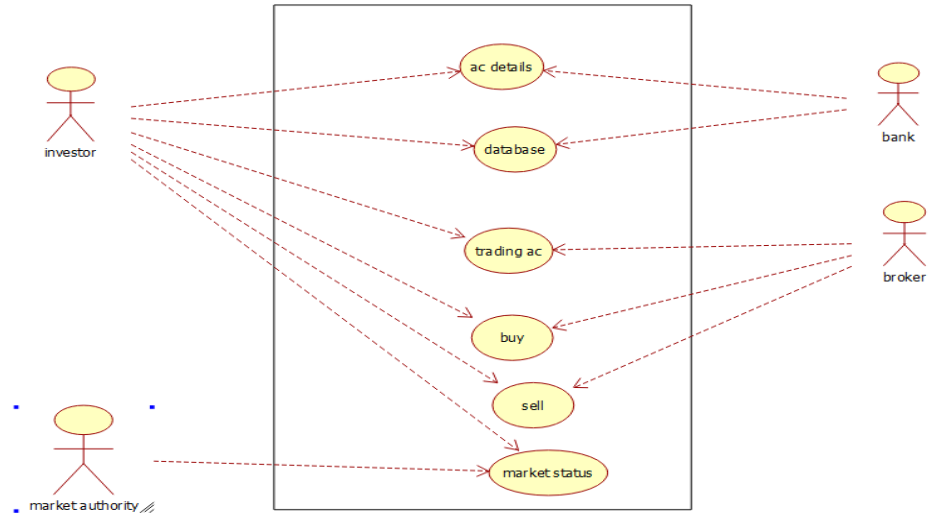 ac details
investor
bank
database
trading ac
broker
buy
sell
market status
market authority